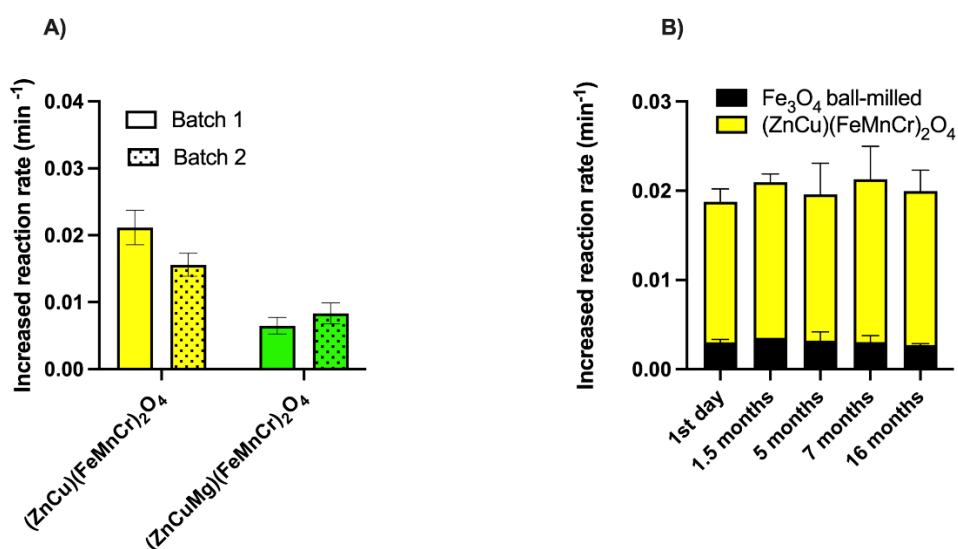 A)
Increased reaction rate (min⁻¹)
0.04
0.03
0.02
0.01
0.00
Batch 1
Batch 2
(ZnCu)(FeMnCr)₂O₄
(ZnCuMg)(FeMnCr)₂O₄
B)
Increased reaction rate (min⁻¹)
0.03
0.02
0.01
0.00
Fe₃O₄ ball-milled
(ZnCu)(FeMnCr)₂O₄
1st day
1.5 months
5 months
7 months
16 months